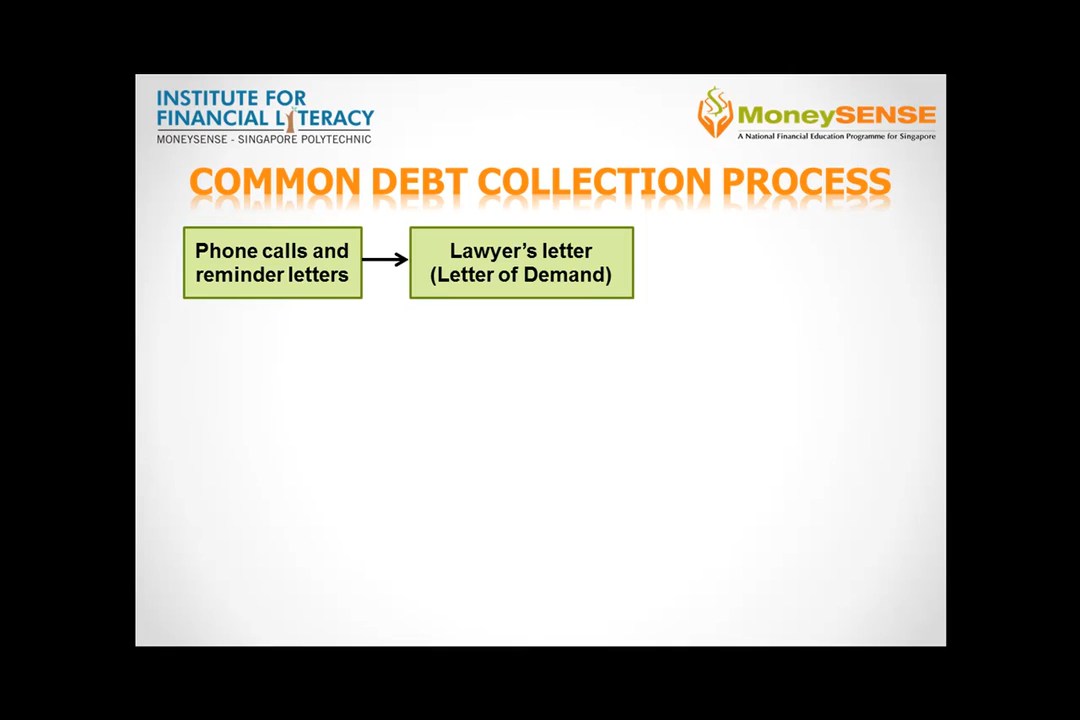 INSTITUTE FOR
FINANCIAL LITERACY
MONEYSENSE - SINGAPORE POLYTECHNIC
MoneySENSE
A National Financial Education Programme for Singapore
COMMON DEBT COLLECTION PROCESS
Phone calls and
reminder letters
Lawyer’s letter
(Letter of Demand)